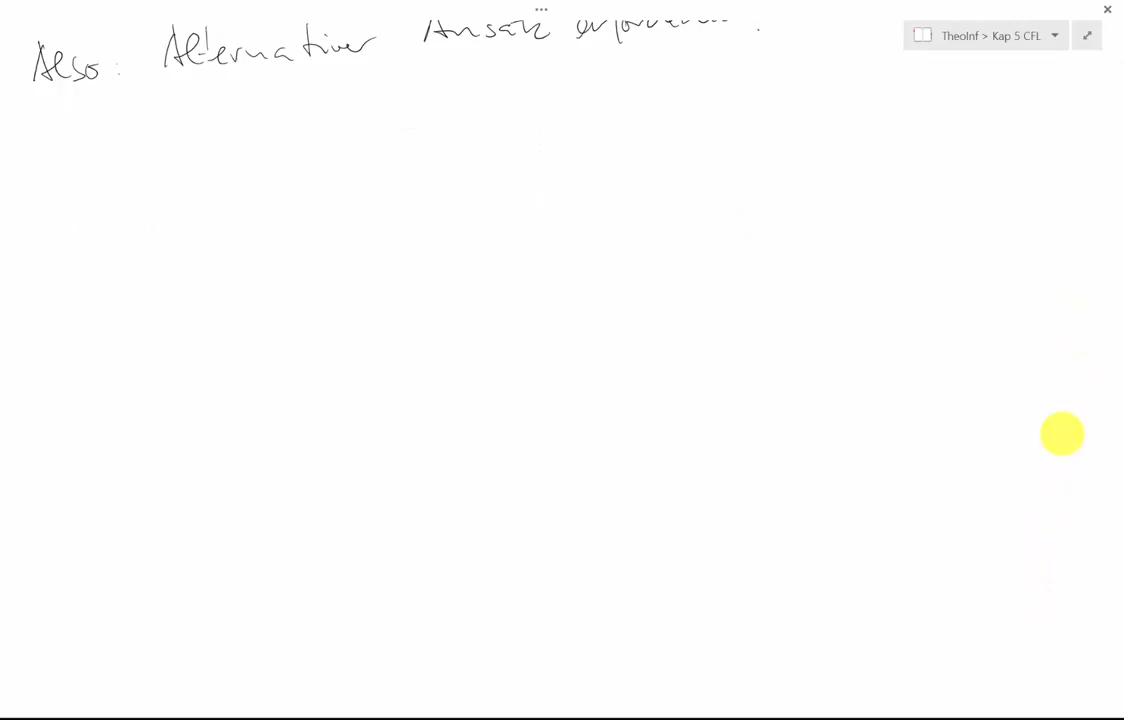 Also: Alternativer Ansatz erforderlich.
TheoInf > Kap 5 CFL